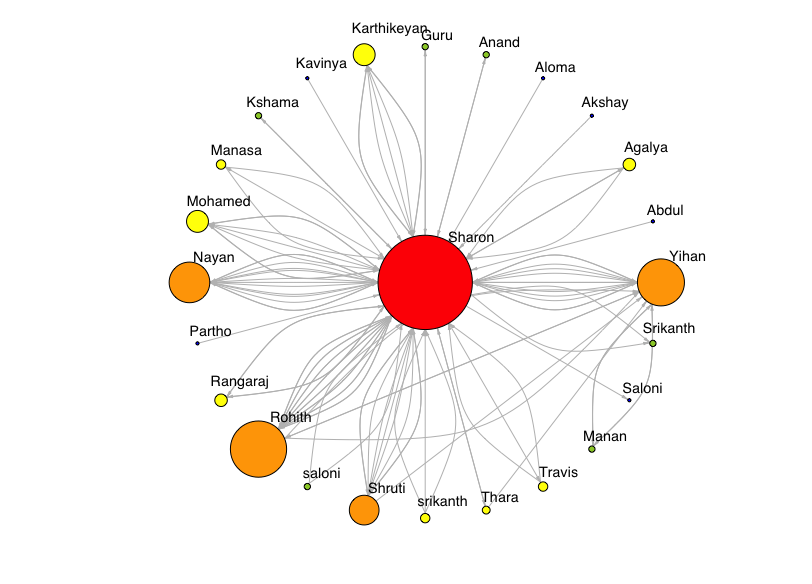 Karthikeyan
Guru
Anand
Kavinya
Aloma
Kshama
Akshay
Manasa
Agalya
Mohamed
Abdul
Sharon
Nayan
Yihan
Partho
Srikanth
Rangaraj
Saloni
Rohith
Manan
saloni
Travis
Shruti
srikanth
Thara